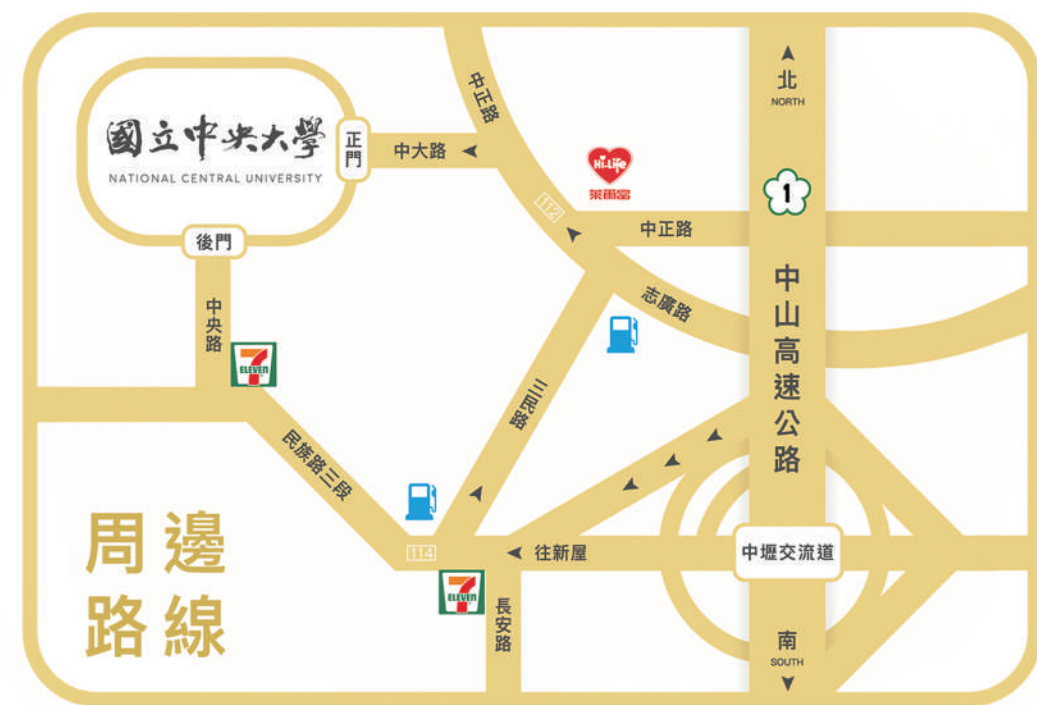 國立中央大學
NATIONAL CENTRAL UNIVERSITY
正門
後門
中大路
中正路
112
Hi-Life
萊爾富
中正路
北
NORTH
1
中山高速公路
志廣路
中央路
7 ELEVEN
民族路三段
三民路
114
往新屋
中壢交流道
7 ELEVEN
長安路
南
SOUTH
周邊
路線